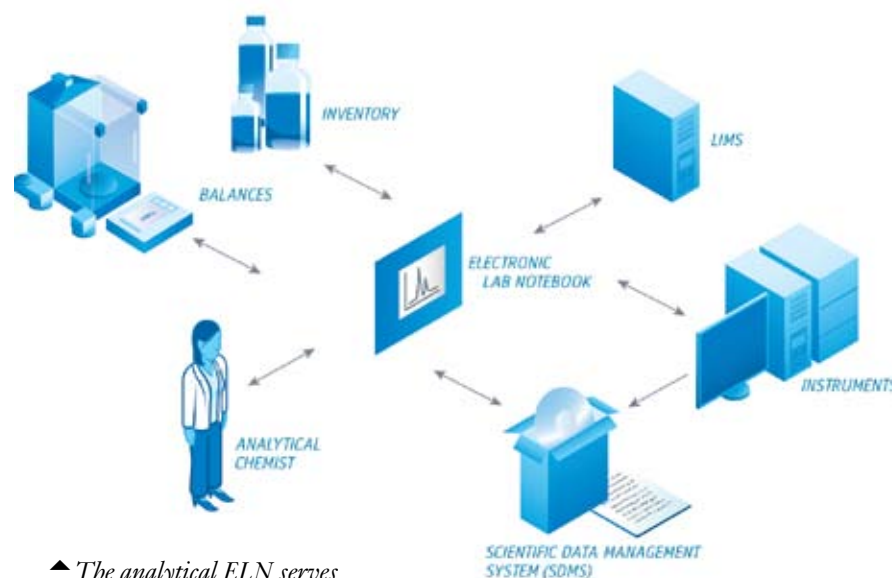 INVENTORY
LIMS
BALANCES
ELECTRONIC
LAB NOTEBOOK
INSTRUMENTS
ANALYTICAL
CHEMIST
SCIENTIFIC DATA MANAGEMENT
SYSTEM (SDMS)
The analytical ELN serves